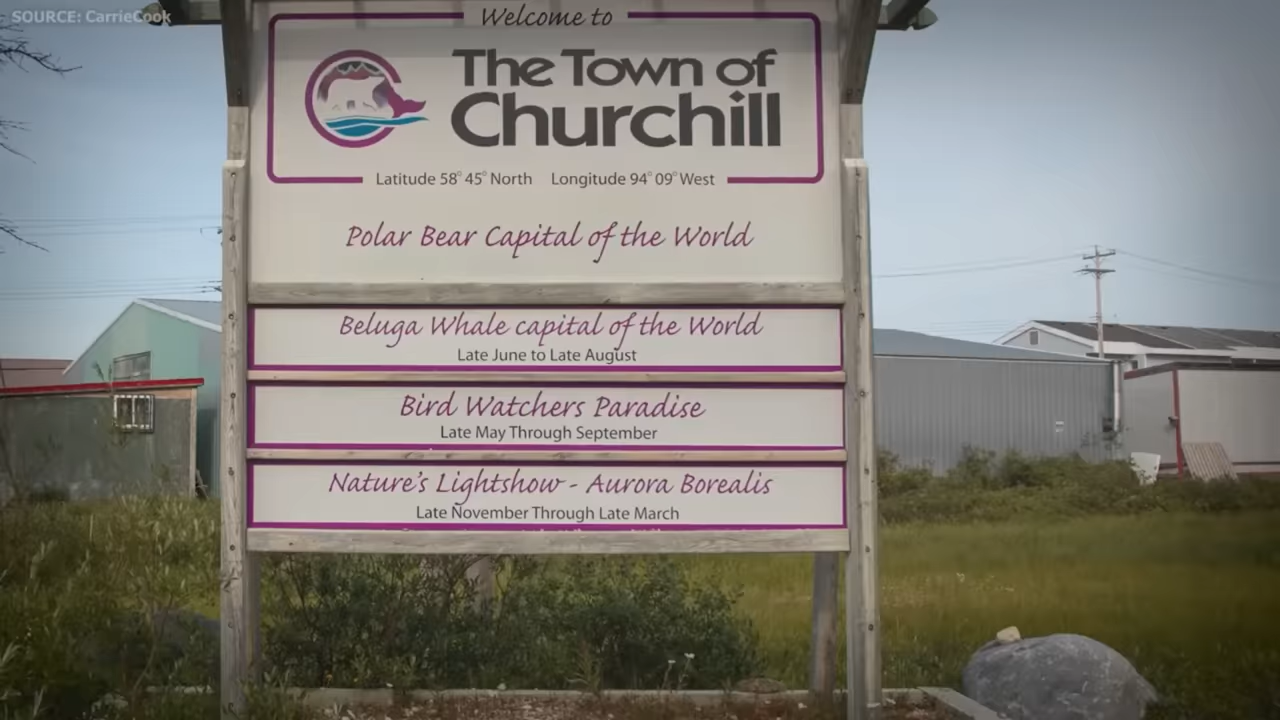 SOURCE: CarrieCook
Welcome to
The Town of
Churchill
Latitude 58° 45° North Longitude 94° 09° West
Polar Bear Capital of the World
Beluga Whale capital of the World
Late June to Late August
Bird Watchers Paradise
Late May Through September
Nature's Lightshow - Aurora Borealis
Late November Through Late March